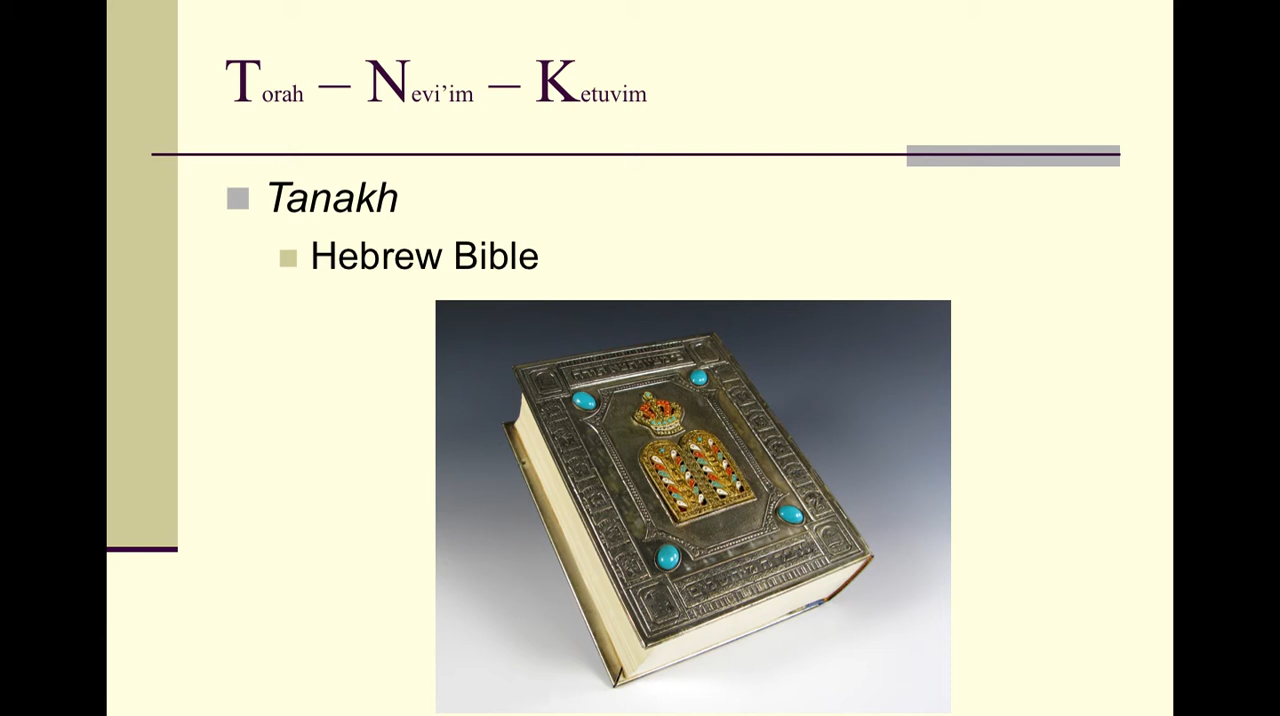 Torah – Nevi’im – Ketuvim
Tanakh
Hebrew Bible